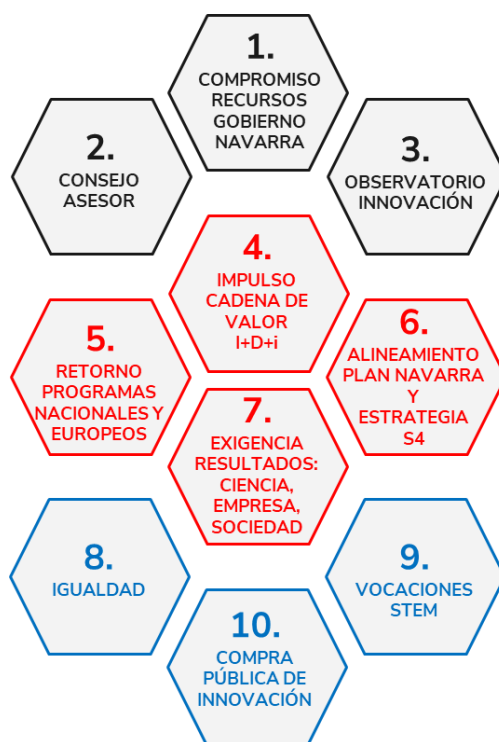 1.
COMPROMISO
RECURSOS
GOBIERNO
NAVARRA
2.
CONSEJO
ASESOR
3.
OBSERVATORIO
INNOVACIÓN
4.
IMPULSO
CADENA DE
VALOR
I+D+i
5.
RETORNO
PROGRAMAS
NACIONALES Y
EUROPEOS
6.
ALINEAMIENTO
PLAN NAVARRA
Y
ESTRATEGIA
S4
7.
EXIGENCIA
RESULTADOS:
CIENCIA,
EMPRESA,
SOCIEDAD
8.
IGUALDAD
9.
VOCACIONES
STEM
10.
COMPRA
PÚBLICA DE
INNOVACIÓN